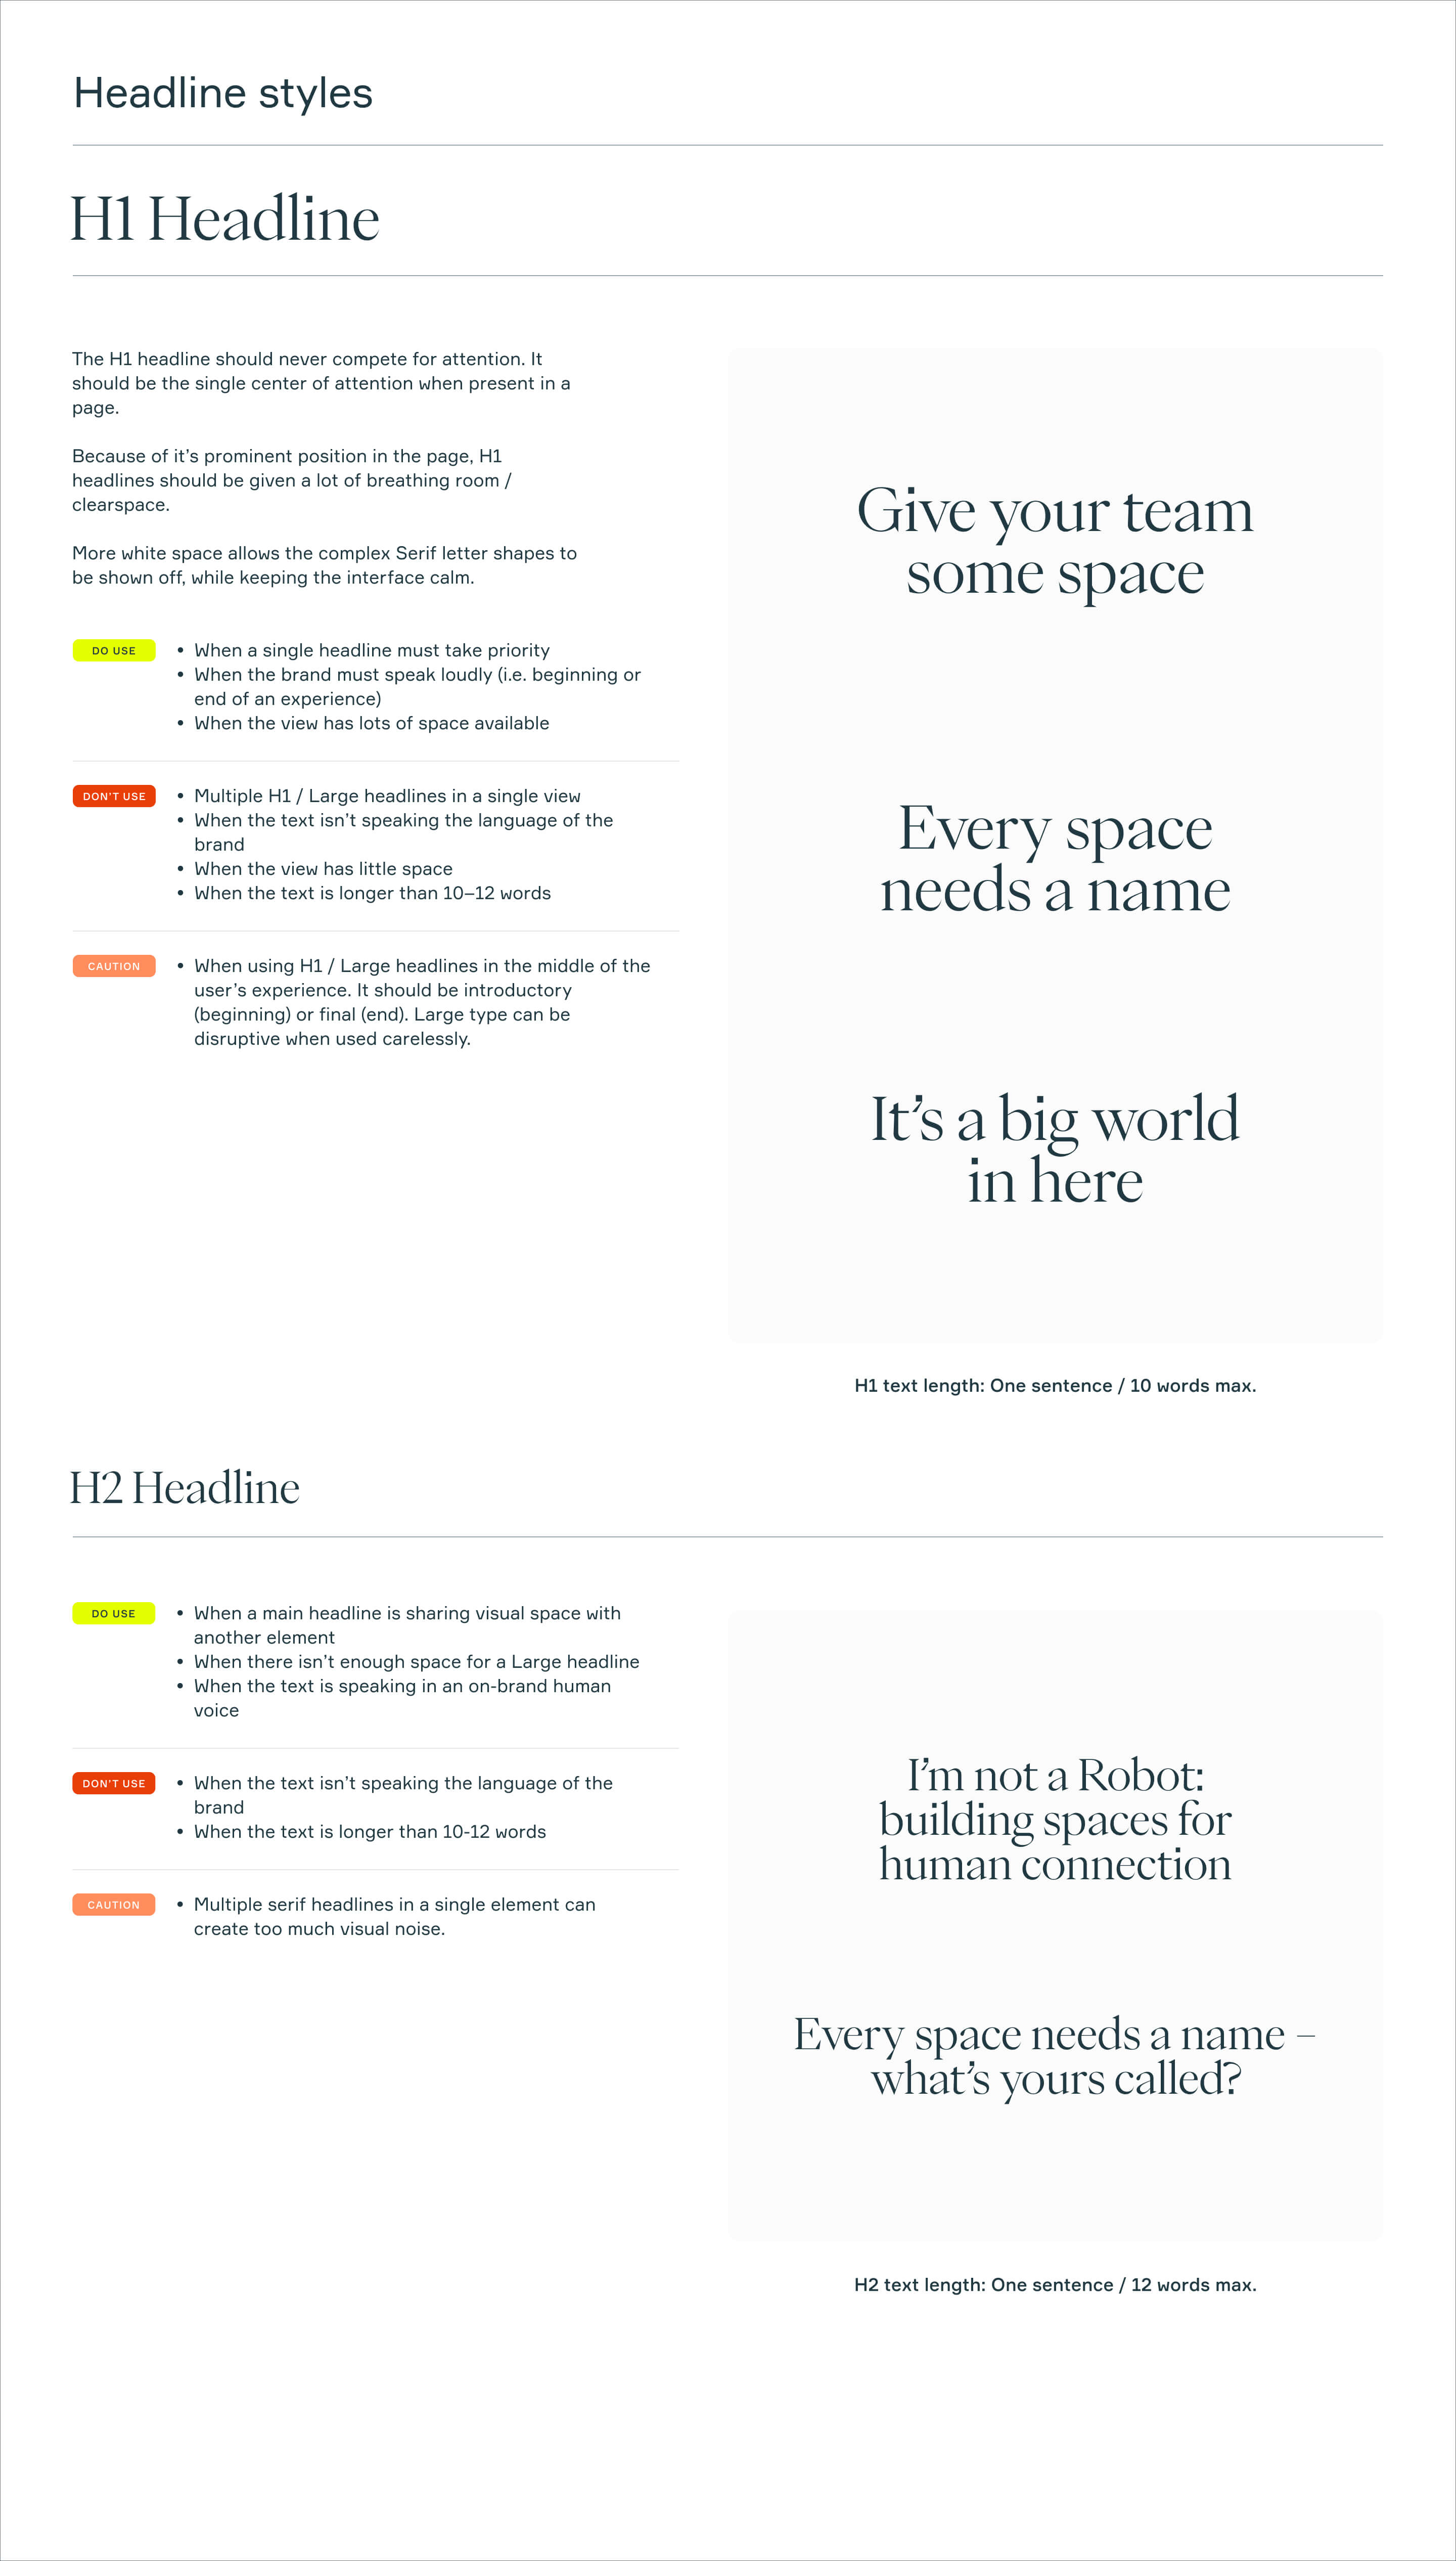 Headline styles
H1 Headline
The H1 headline should never compete for attention. It
should be the single center of attention when present in a
page.
Because of it’s prominent position in the page, H1
headlines should be given a lot of breathing room /
clearspace.
More white space allows the complex Serif letter shapes to
be shown off, while keeping the interface calm.
DO USE
• When a single headline must take priority
• When the brand must speak loudly (i.e. beginning or
end of an experience)
• When the view has lots of space available
DON’T USE
• Multiple H1 / Large headlines in a single view
• When the text isn’t speaking the language of the
brand
• When the view has little space
• When the text is longer than 10–12 words
CAUTION
• When using H1 / Large headlines in the middle of the
user’s experience. It should be introductory
(beginning) or final (end). Large type can be
disruptive when used carelessly.
Give your team
some space
Every space
needs a name
It’s a big world
in here
H1 text length: One sentence / 10 words max.
H2 Headline
DO USE
• When a main headline is sharing visual space with
another element
• When there isn’t enough space for a Large headline
• When the text is speaking in an on-brand human
voice
DON’T USE
• When the text isn’t speaking the language of the
brand
• When the text is longer than 10-12 words
CAUTION
• Multiple serif headlines in a single element can
create too much visual noise.
I’m not a Robot:
building spaces for
human connection
Every space needs a name –
what’s yours called?
H2 text length: One sentence / 12 words max.